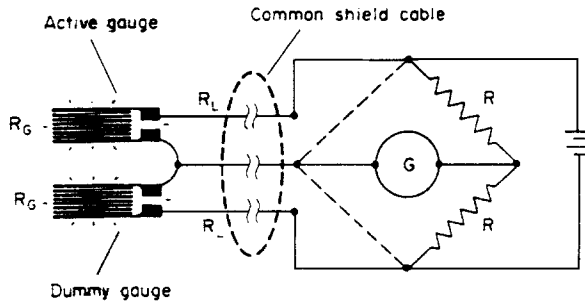 Active gauge
Common shield cable
R_L
R_G
R
G
R_G
R_
R
Dummy gauge